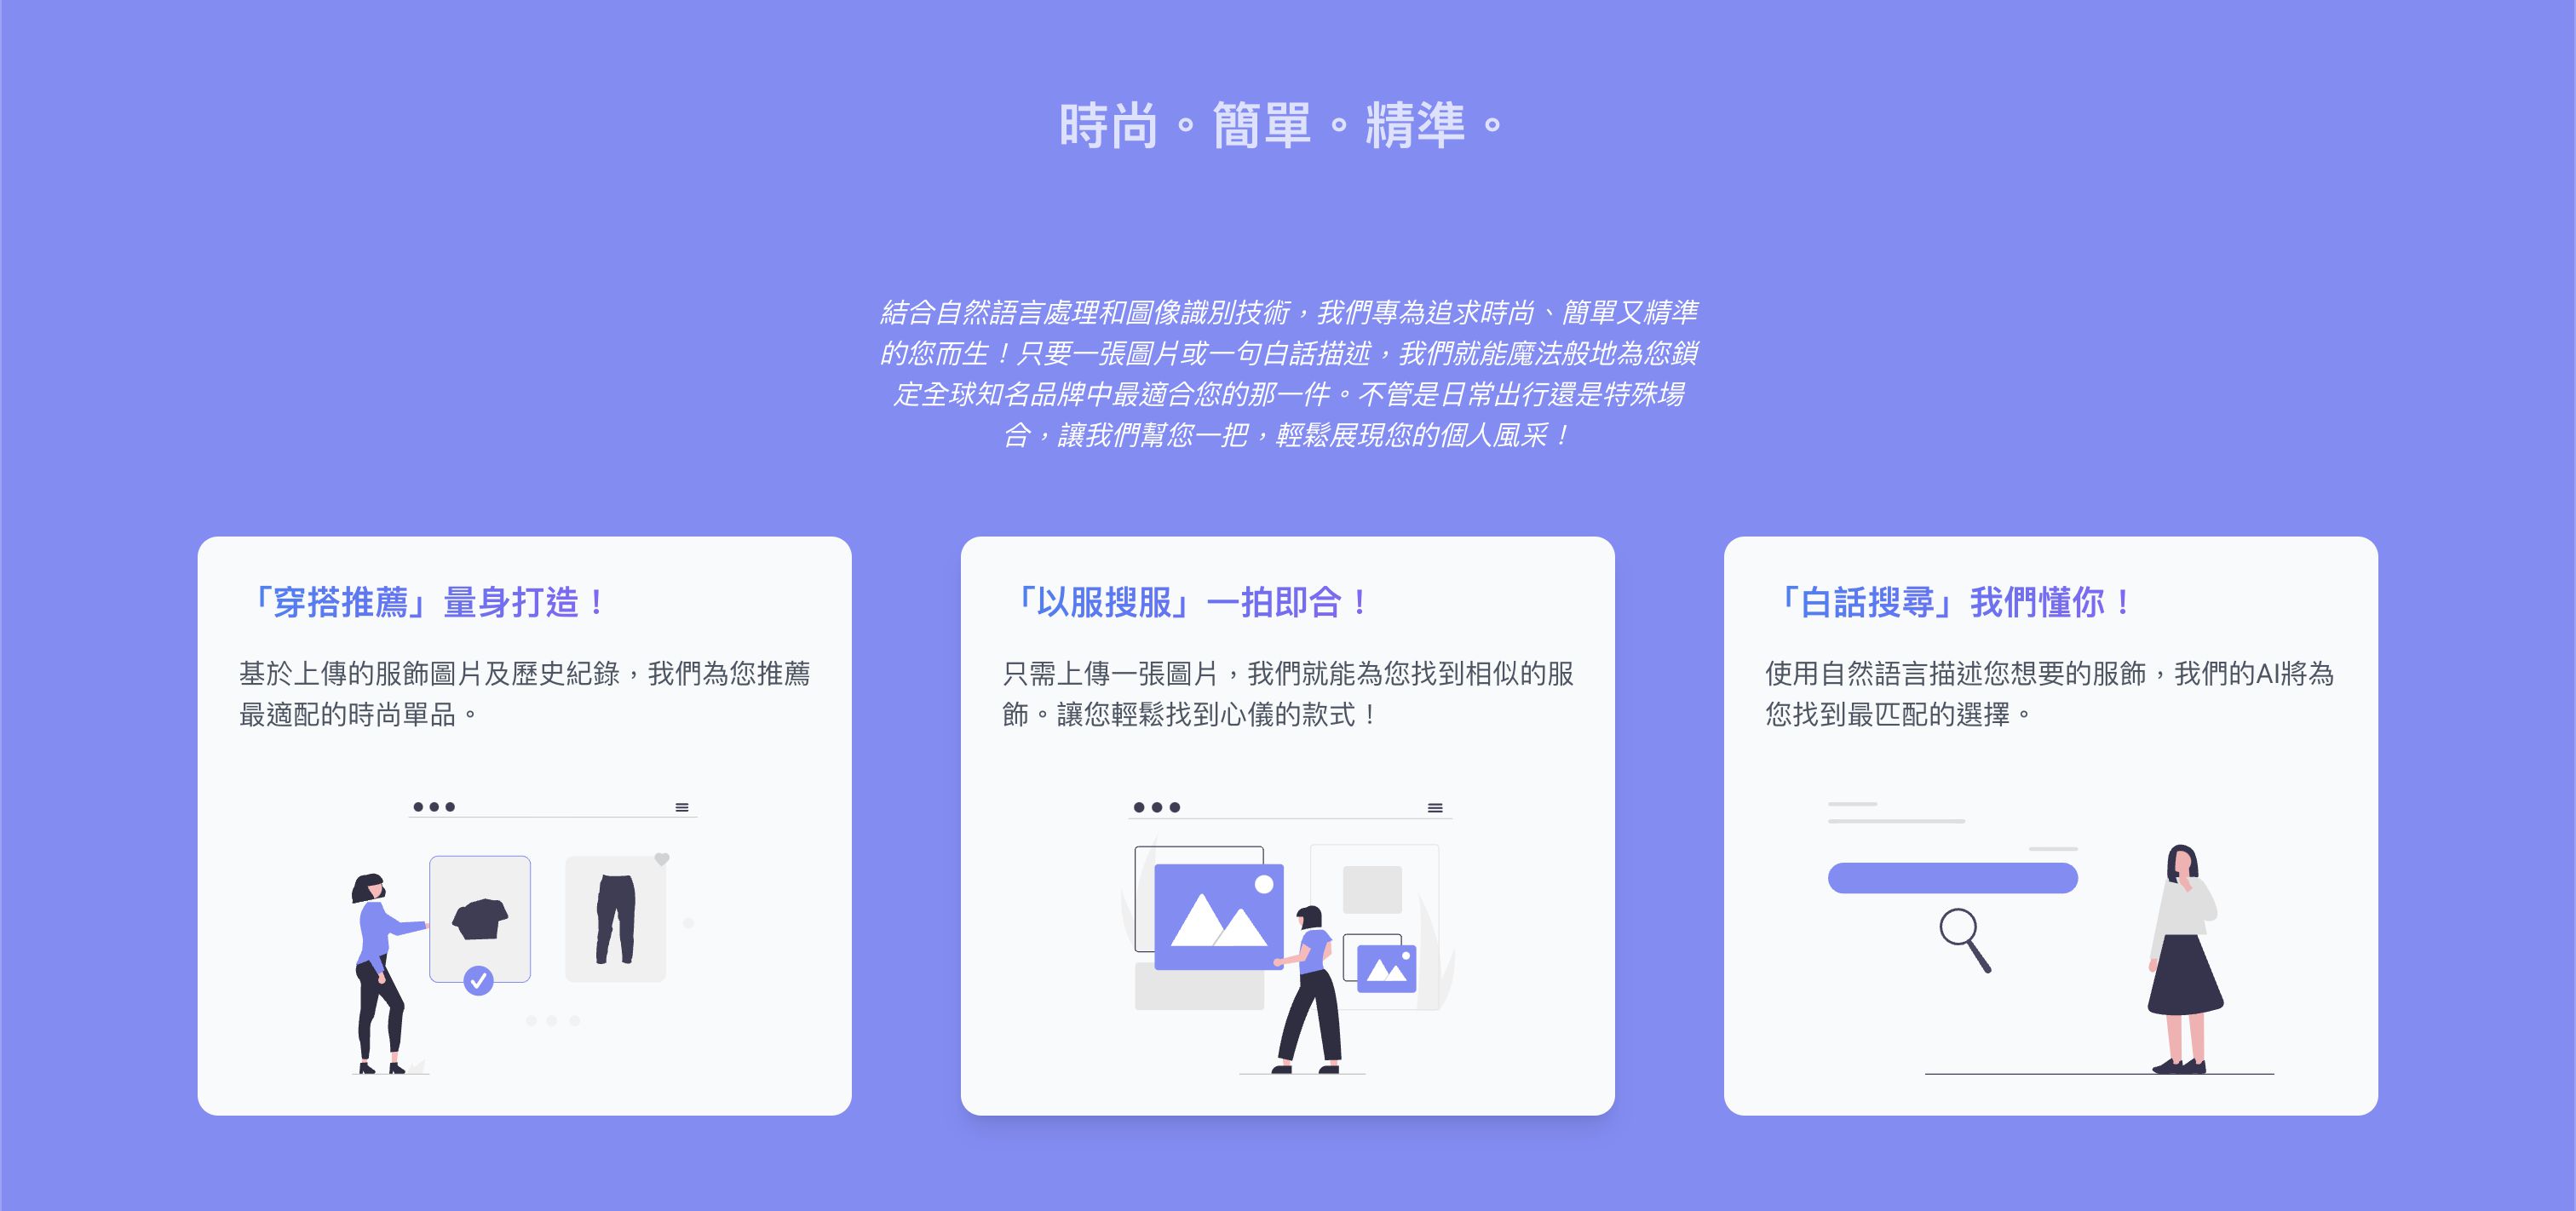 時尚。簡單。精準。
結合自然語言處理和圖像識別技術，我們專為追求時尚、簡單又精準
的您而生！只要一張圖片或一句白話描述，我們就能魔法般地為您鎖
定全球知名品牌中最適合您的那一件。不管是日常出行還是特殊場
合，讓我們幫您一把，輕鬆展現您的個人風采！
「穿搭推薦」量身打造！
基於上傳的服飾圖片及歷史紀錄，我們為您推薦
最適配的時尚單品。
「以服搜服」一拍即合！
只需上傳一張圖片，我們就能為您找到相似的服
飾。讓您輕鬆找到心儀的款式！
「白話搜尋」我們懂你！
使用自然語言描述您想要的服飾，我們的AI將為
您找到最匹配的選擇。